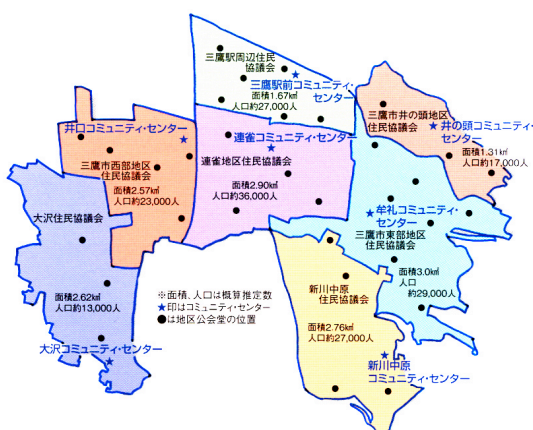 三鷹駅周辺住民
協議会
三鷹駅前コミュニティ・
センター
面積1.67k㎡
人口約27,000人
三鷹市井の頭地区
住民協議会
井の頭コミュニティ・
センター
面積1.31k㎡
人口約17,000人
井口コミュニティ・センター
三鷹市西部地区
住民協議会
面積2.57k㎡
人口約23,000人
連雀コミュニティ・センター
連雀地区住民協議会
面積2.90k㎡
人口約36,000人
牟礼コミュニティ・
センター
三鷹市東部地区
住民協議会
面積3.0k㎡
人口
約29,000人
大沢住民協議会
面積2.62k㎡
人口約13,000人
大沢コミュニティ・センター
新川中原
住民協議会
面積2.76k㎡
人口約27,000人
新川中原
コミュニティ・センター
※面積、人口は概算推定数
★印はコミュニティ・センター
●は地区公会堂の位置